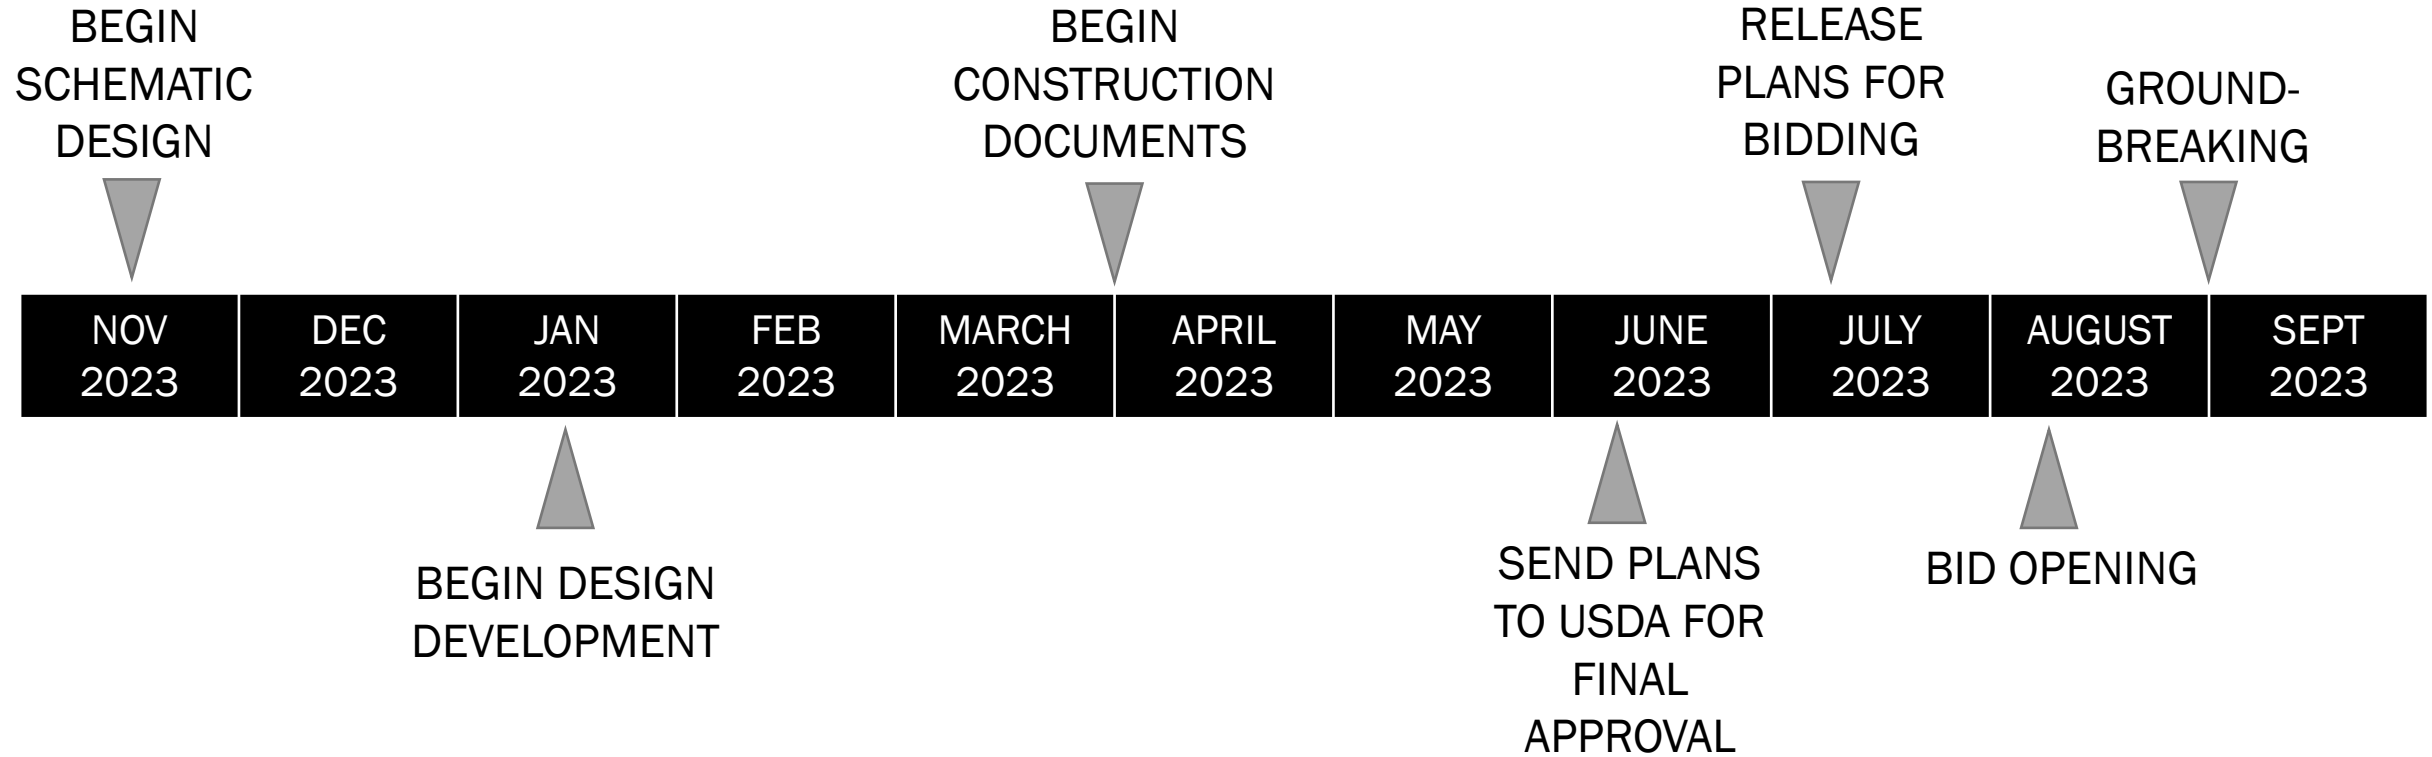 BEGIN
SCHEMATIC
DESIGN
BEGIN
CONSTRUCTION
DOCUMENTS
RELEASE
PLANS FOR
BIDDING
GROUND-
BREAKING
NOV
2023
DEC
2023
JAN
2023
FEB
2023
MARCH
2023
APRIL
2023
MAY
2023
JUNE
2023
JULY
2023
AUGUST
2023
SEPT
2023
BEGIN DESIGN
DEVELOPMENT
SEND PLANS
TO USDA FOR
FINAL
APPROVAL
BID OPENING